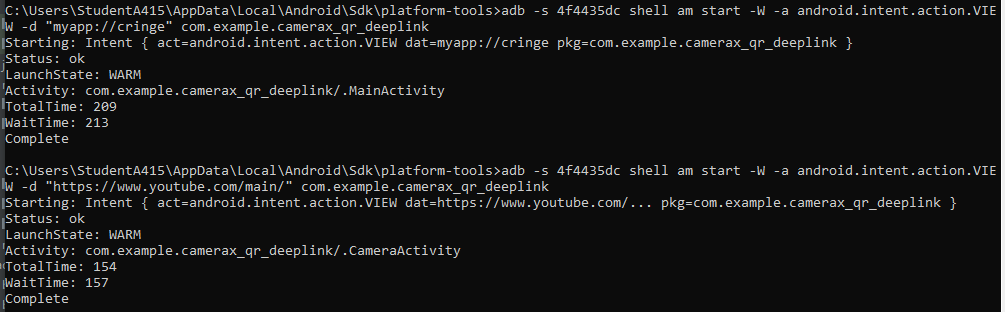 C:\Users\StudentA415\AppData\Local\Android\Sdk\platform-tools>adb -s 4f4435dc shell am start -W -a android.intent.action.VIE
W -d "myapp://cringe" com.example.camerax_qr_deeplink
Starting: Intent { act=android.intent.action.VIEW dat=myapp://cringe pkg=com.example.camerax_qr_deeplink }
Status: ok
LaunchState: WARM
Activity: com.example.camerax_qr_deeplink/.MainActivity
TotalTime: 209
WaitTime: 213
Complete
C:\Users\StudentA415\AppData\Local\Android\Sdk\platform-tools>adb -s 4f4435dc shell am start -W -a android.intent.action.VIE
W -d "https://www.youtube.com/main/" com.example.camerax_qr_deeplink
Starting: Intent { act=android.intent.action.VIEW dat=https://www.youtube.com/... pkg=com.example.camerax_qr_deeplink }
Status: ok
LaunchState: WARM
Activity: com.example.camerax_qr_deeplink/.CameraActivity
TotalTime: 154
WaitTime: 157
Complete